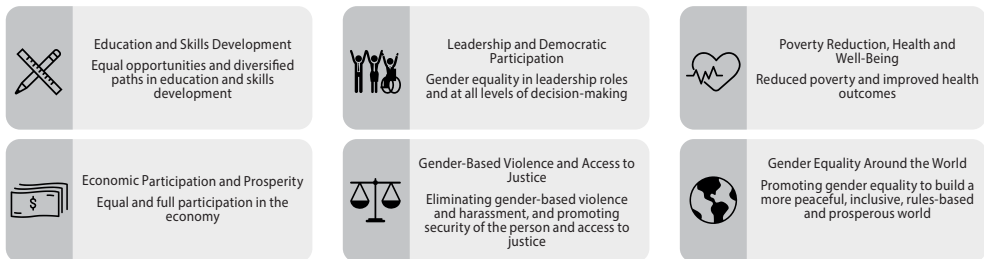 Education and Skills Development
Equal opportunities and diversified
paths in education and skills
development
Leadership and Democratic
Participation
Gender equality in leadership roles
and at all levels of decision-making
Poverty Reduction, Health and
Well-Being
Reduced poverty and improved health
outcomes
$
Economic Participation and Prosperity
Equal and full participation in the
economy
Gender-Based Violence and Access to
Justice
Eliminating gender-based violence
and harassment, and promoting
security of the person and access to
justice
Gender Equality Around the World
Promoting gender equality to build a
more peaceful, inclusive, rules-based
and prosperous world